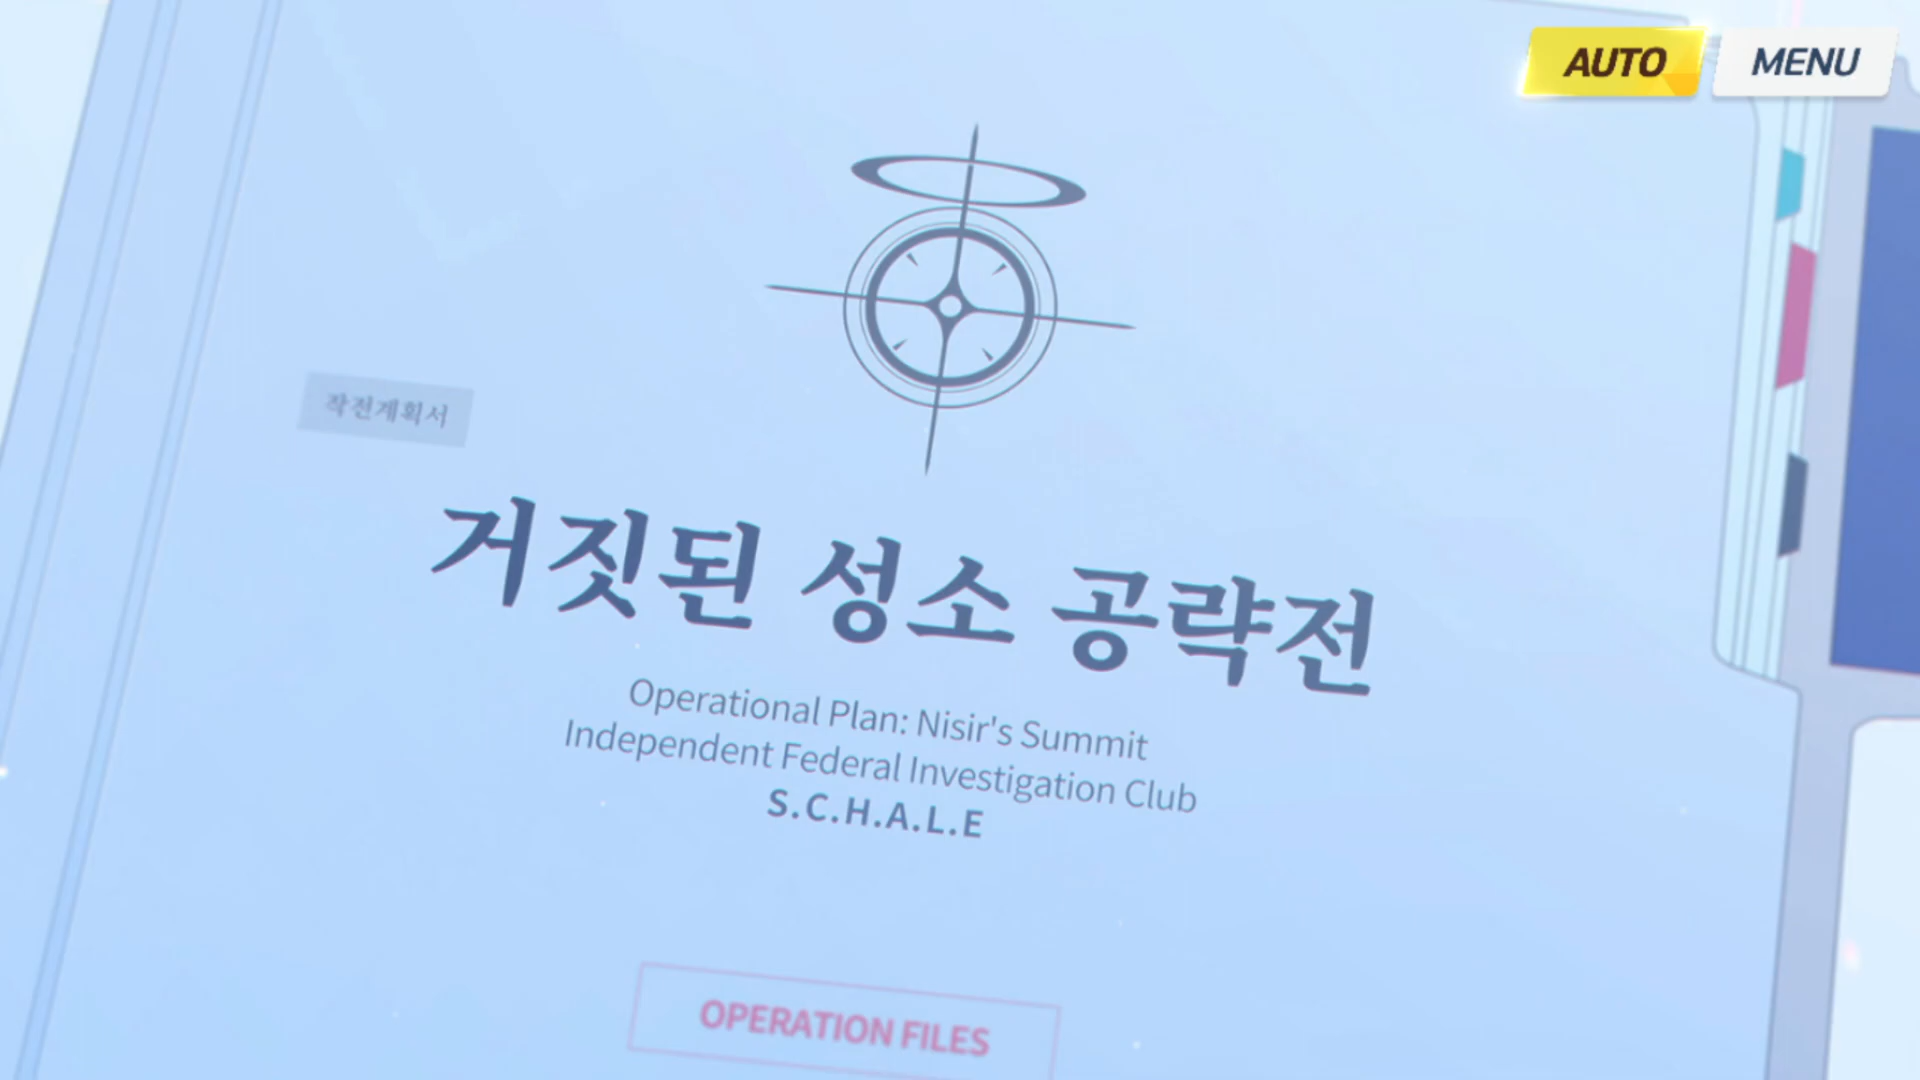 AUTO
MENU
작전계획서
거짓된 성소 공략전
Operational Plan: Nisir's Summit
Independent Federal Investigation Club
S.C.H.A.L.E
OPERATION FILES